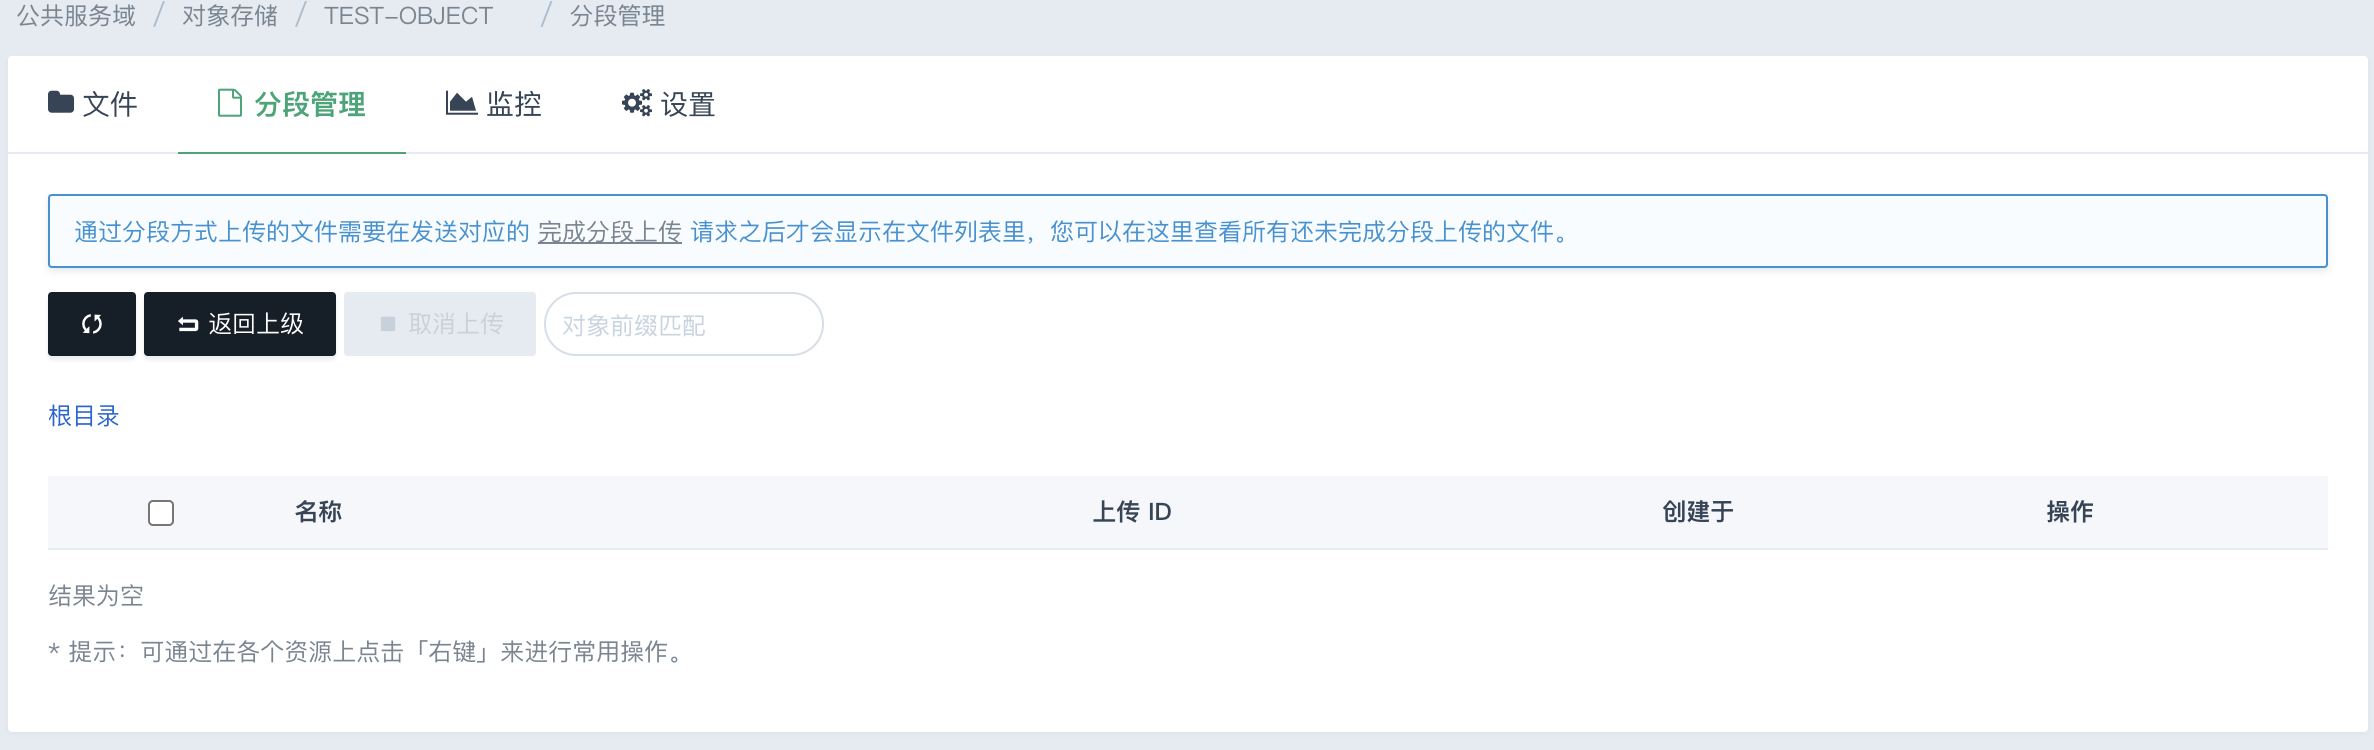 公共服务域 / 对象存储 / TEST-OBJECT / 分段管理
文件 分段管理 监控 设置
通过分段方式上传的文件需要在发送对应的 完成分段上传 请求之后才会显示在文件列表里，您可以在这里查看所有还未完成分段上传的文件。
返回上级 取消上传 对象前缀匹配
根目录
名称 上传 ID 创建于 操作
结果为空
* 提示：可通过在各个资源上点击「右键」来进行常用操作。